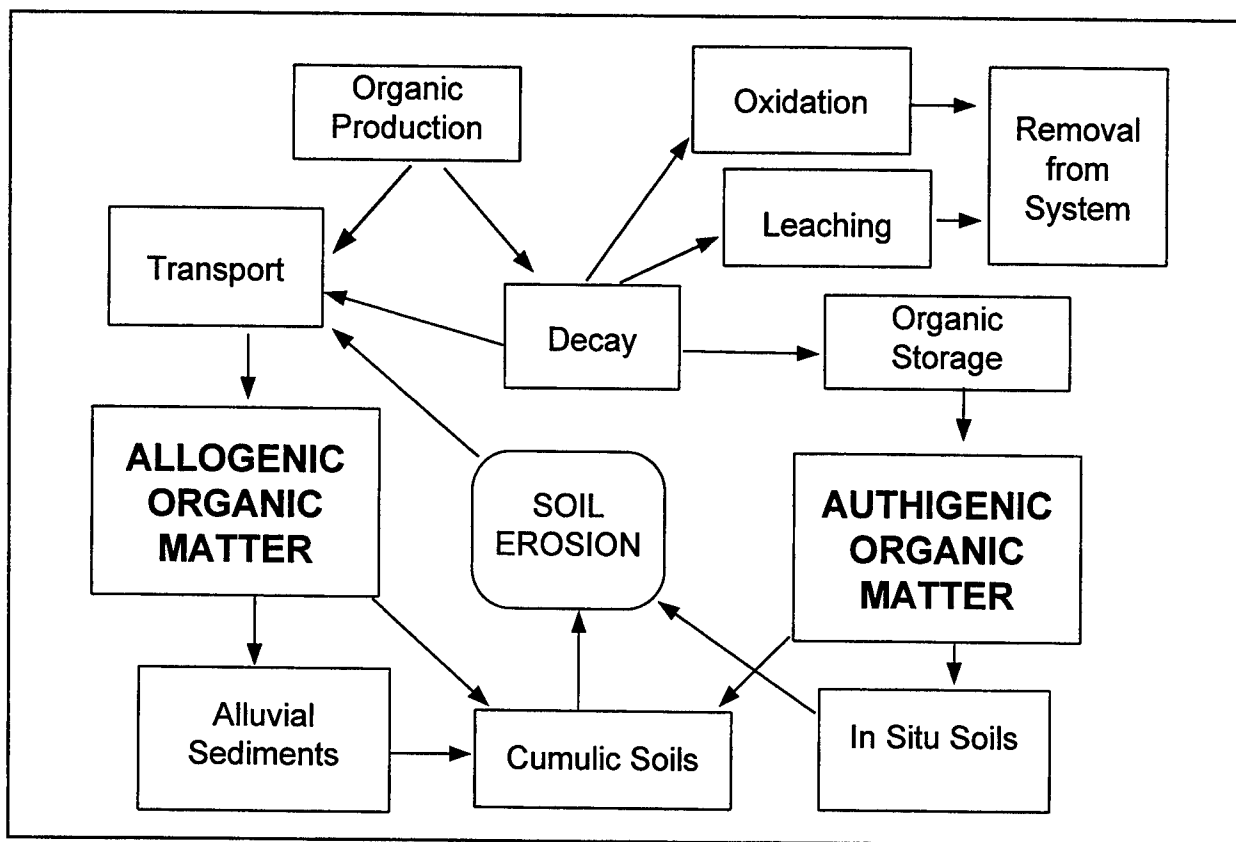 Organic
Production
Oxidation
Removal
from
System
Leaching
Transport
Decay
Organic
Storage
ALLOGENIC
ORGANIC
MATTER
SOIL
EROSION
AUTHIGENIC
ORGANIC
MATTER
Alluvial
Sediments
Cumulic Soils
In Situ Soils